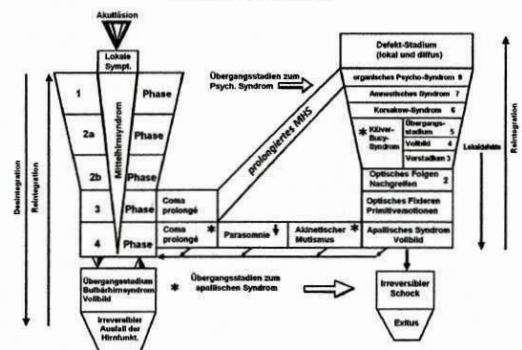 Akutläsion
Lokale
Sympt.
Mittelhirnsyndrom
1
Phase
2a
Phase
2b
Phase
3
Phase
4
Phase
Desintegration
Reintegration
Coma
prolongé
Coma
prolongé
*
Parasomnie
Akinetischer
Mutismus
*
prolongiertes MHS
Übergangsstadien zum
Psych. Syndrom
Defekt-Stadium
(lokal und diffus)
organisches Psycho-Syndrom 8
Amnestisches Syndrom 7
Korsakow-Syndrom 6
* Klüver-
Bucy-
Syndrom
Übergangs-
stadium 5
Vollbild 4
Vorstadium 3
Optisches Folgen
Nachgreifen 2
Optisches Fixieren
Primitivemotionen
Apallisches Syndrom
Vollbild
Lokaldefekte
Reintegration
Übergangsstadium
Bulbärhirnsyndrom
Vollbild
Irreversibler
Ausfall der
Hirnfunkt.
* Übergangsstadien zum
apallischen Syndrom
Irreversibler
Schock
Exitus